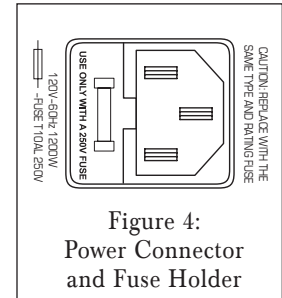 CAUTION: REPLACE WITH THE
SAME TYPE AND RATING FUSE
USE ONLY WITH A 250V FUSE
120V~60Hz 1200W
-FUSE T10AL 250V
Figure 4:
Power Connector
and Fuse Holder